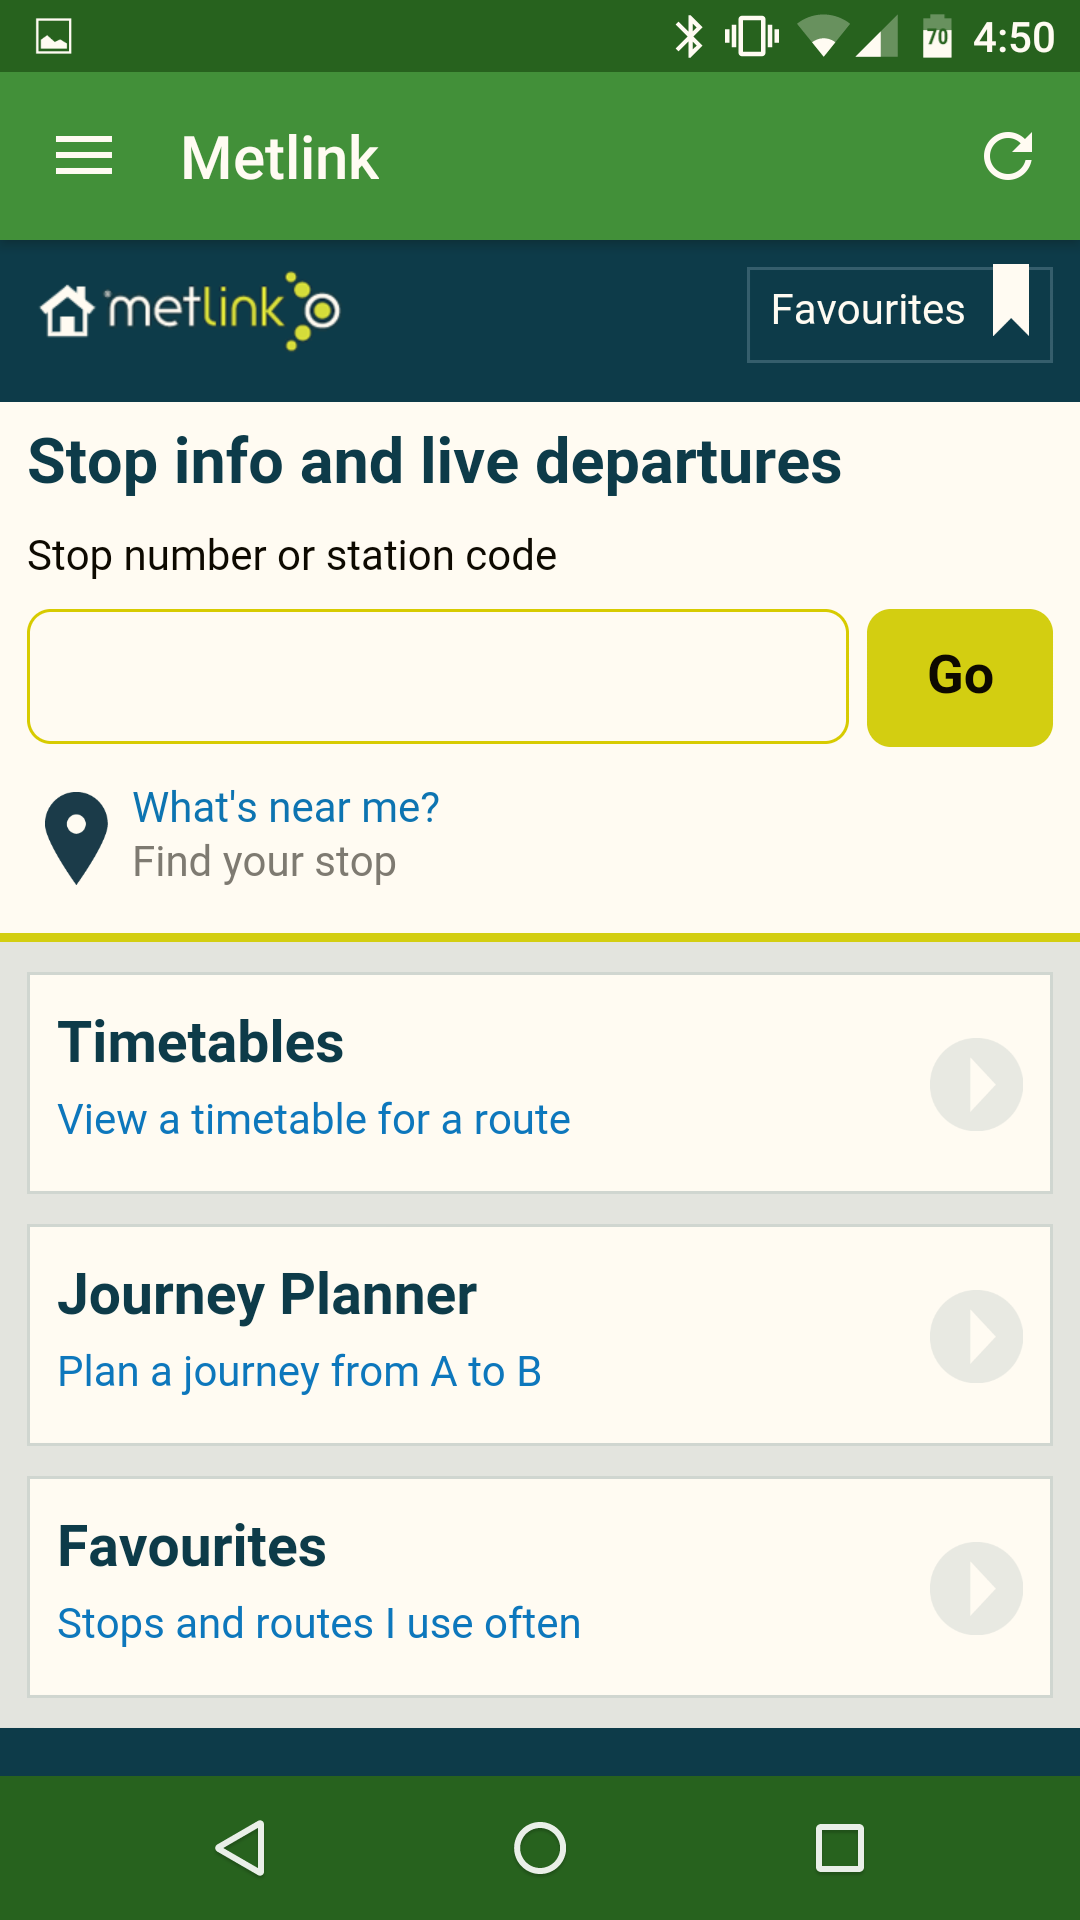 70 4:50
Metlink
metlink
Favourites
Stop info and live departures
Stop number or station code
Go
What's near me?
Find your stop
Timetables
View a timetable for a route
Journey Planner
Plan a journey from A to B
Favourites
Stops and routes I use often